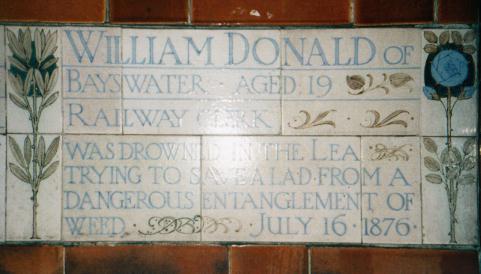 WILLIAM DONALD OF
BAYSWATER · AGED 19
RAILWAY CLERK
WAS DROWNED IN THE LEA
TRYING TO SAVE A LAD · FROM A
DANGEROUS ENTANGLEMENT OF
WEED · JULY 16 · 1876 ·